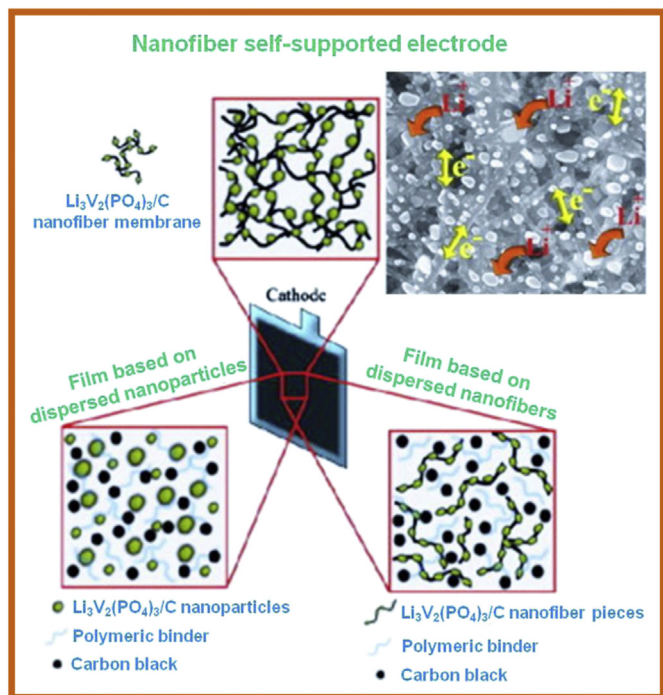 Nanofiber self-supported electrode
Li₃V₂(PO₄)₃/C
nanofiber membrane
Li⁺
Li⁺
e⁻
e⁻
e⁻
Li⁺
e⁻
Li⁺
Li⁺
Cathode
Film based on
dispersed nanoparticles
Film based on
dispersed nanofibers
Li₃V₂(PO₄)₃/C nanoparticles
Polymeric binder
Carbon black
Li₃V₂(PO₄)₃/C nanofiber pieces
Polymeric binder
Carbon black